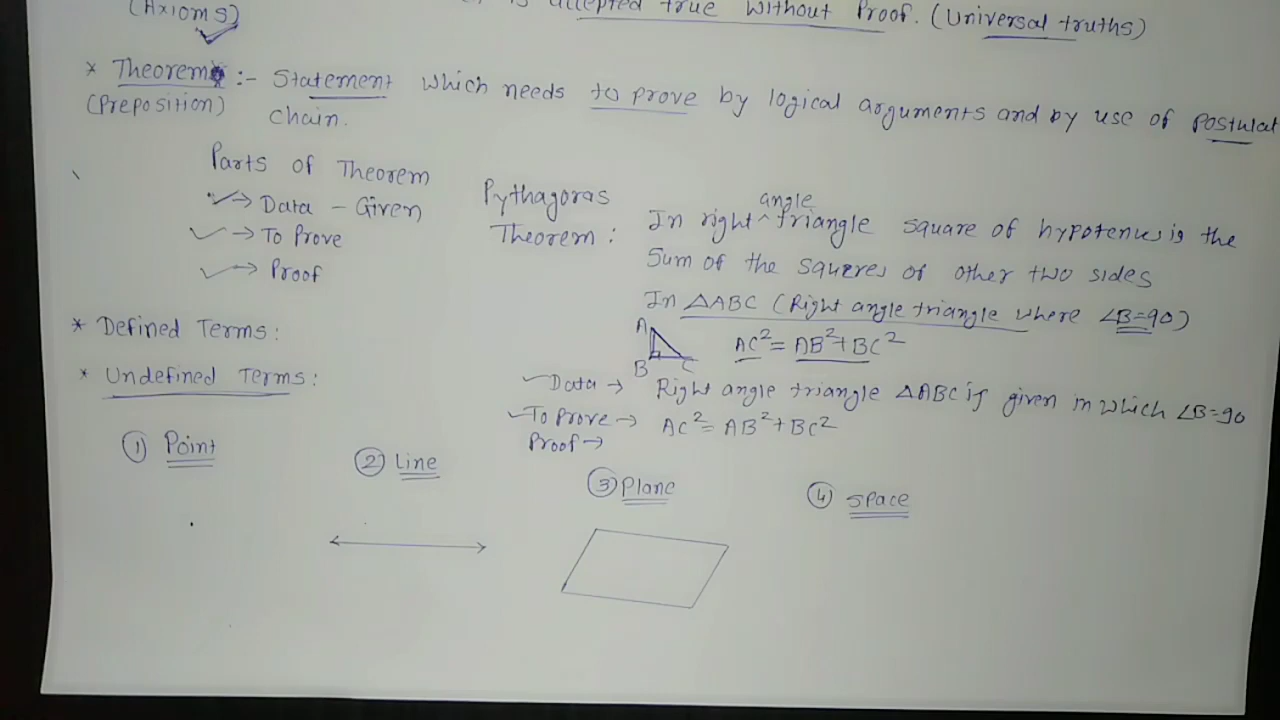 (Axioms)
is accepted true without Proof. (Universal truths)
* Theorem :- Statement which needs to prove by logical arguments and by use of Postulat
(Preposition) chain.
Parts of Theorem
→ Data - Given
→ To Prove
→ Proof
Pythagoras
Theorem :
angle
In right ^ triangle square of hypotenus is the
Sum of the squeres of other two sides
In △ABC (Right angle triangle where ∠B=90)
A
B C
AC²= AB²+BC²
* Defined Terms :
* Undefined Terms :
Data → Right angle triangle △ABC is given in which ∠B=90
To Prove → AC²= AB²+BC²
Proof →
① Point
② Line
③ Plane
④ Space